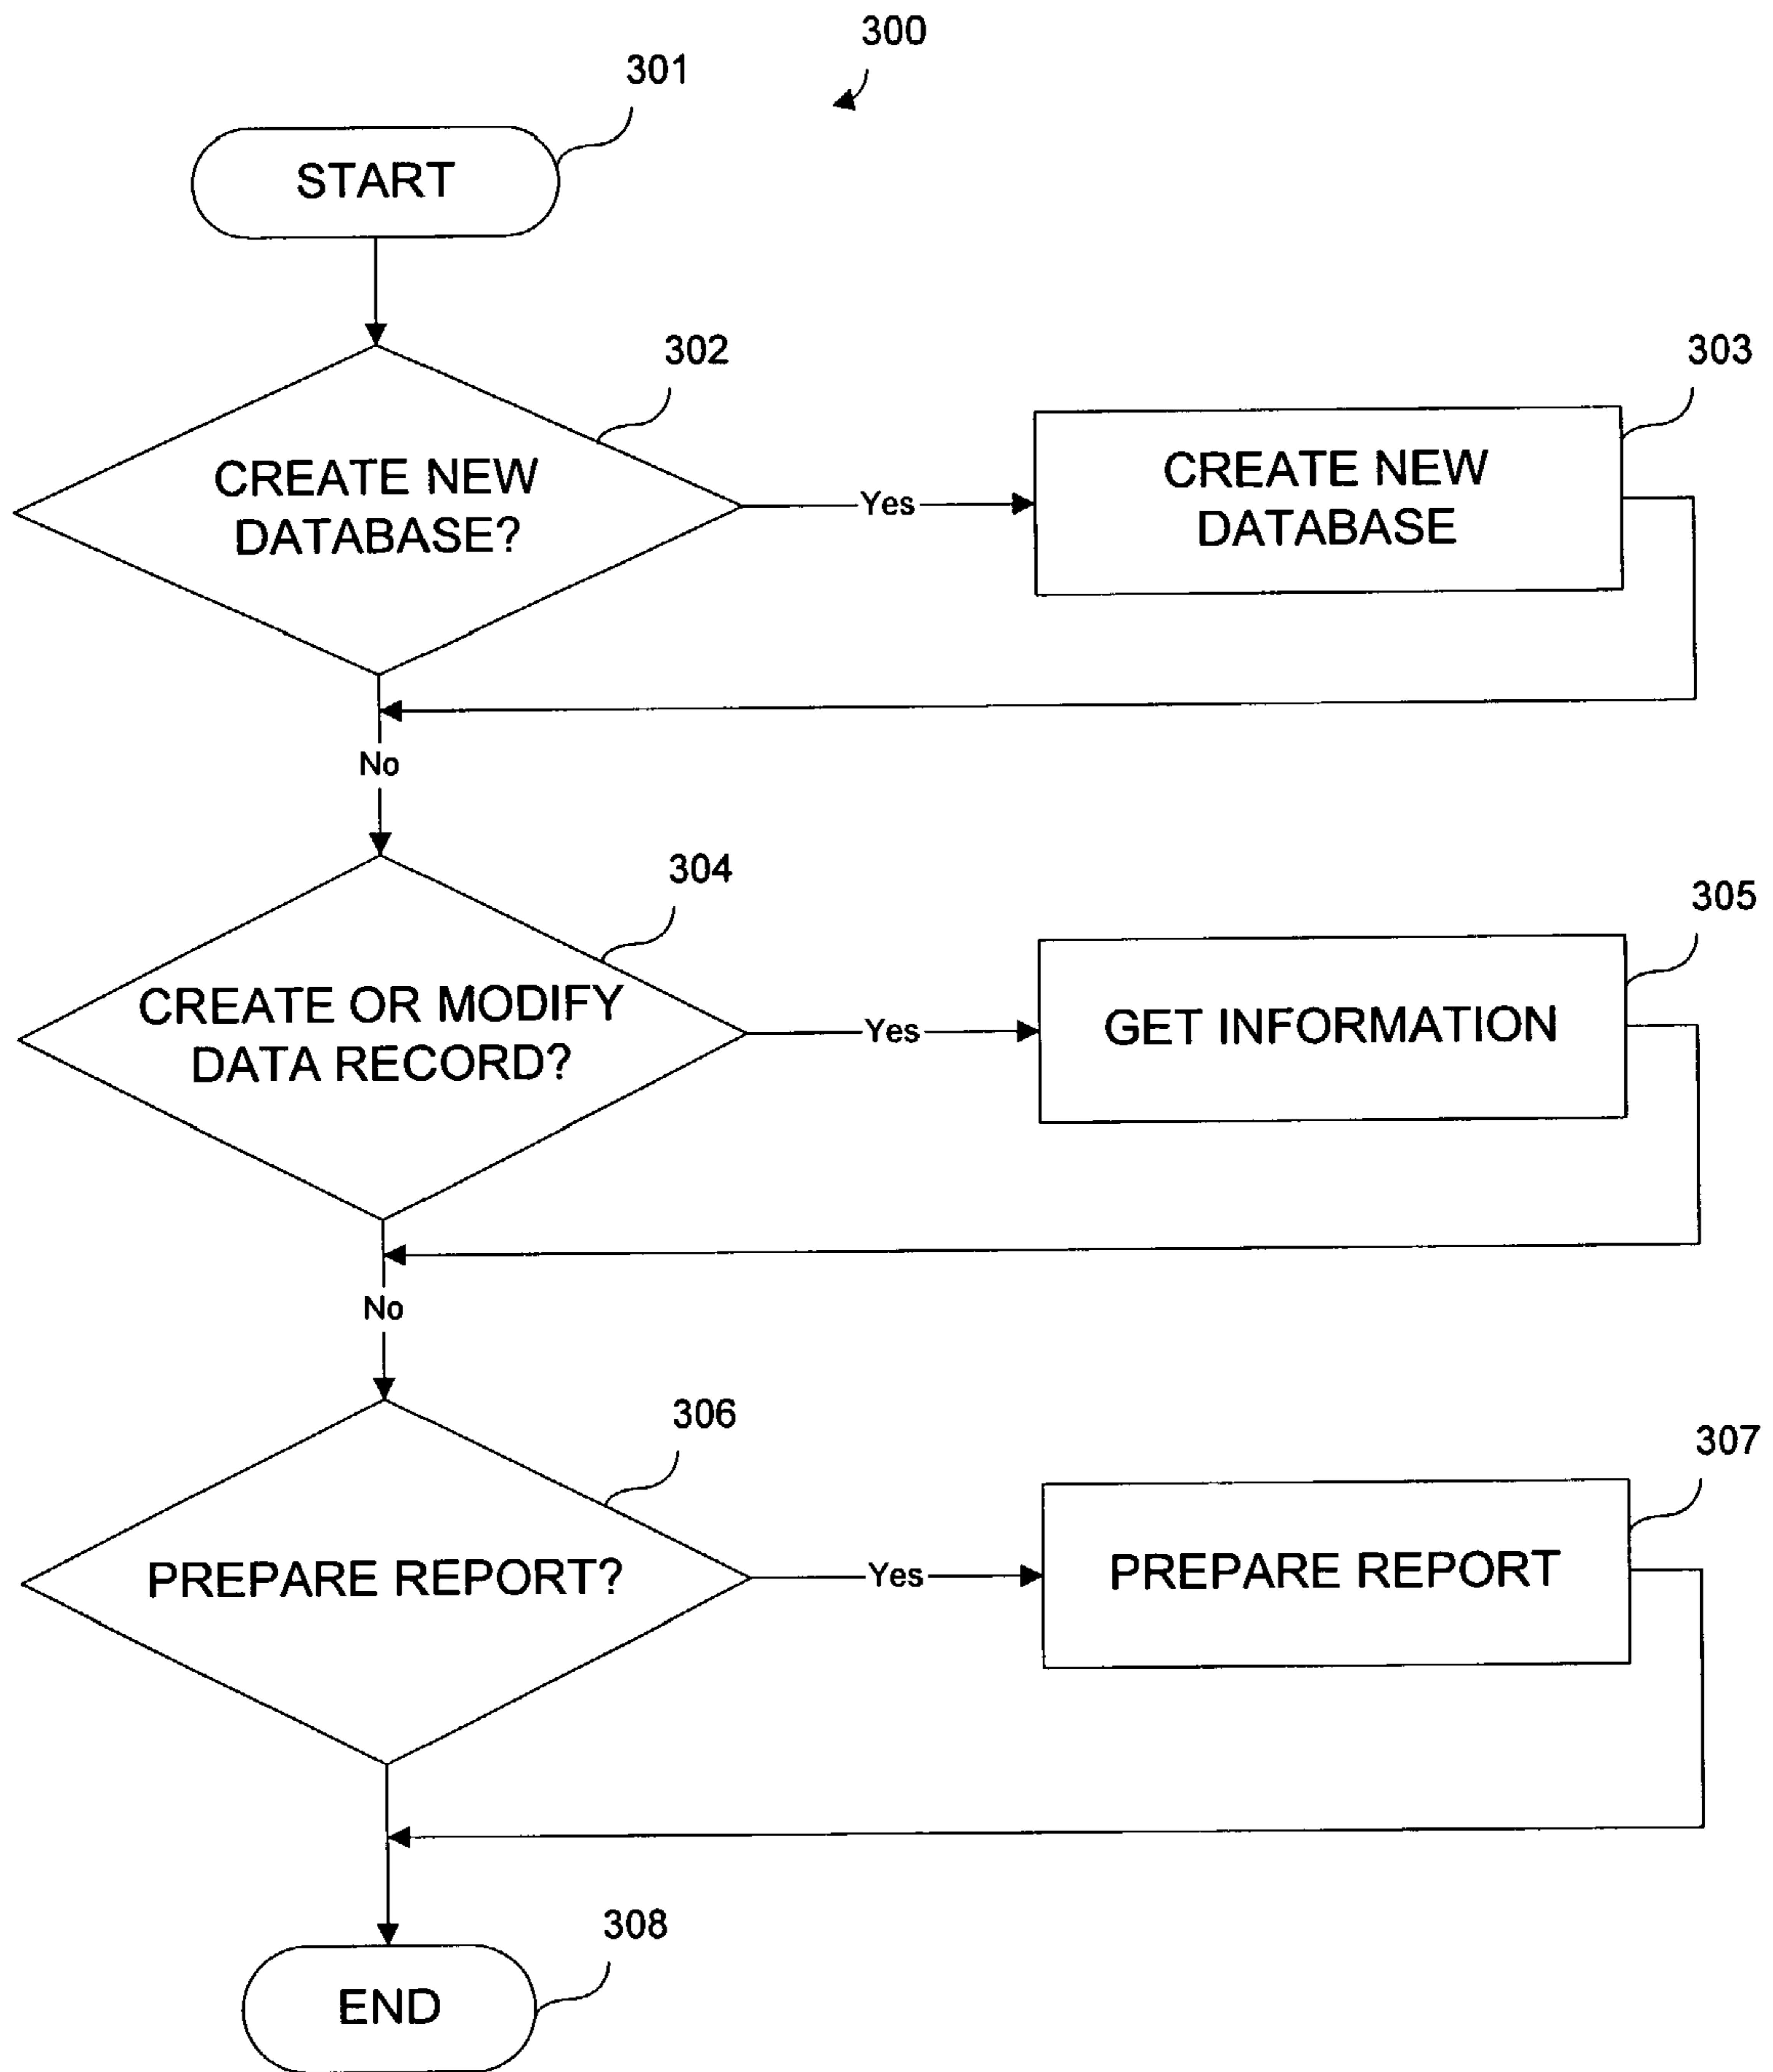 300
301
START
302
CREATE NEW
DATABASE?
Yes
303
CREATE NEW
DATABASE
No
304
CREATE OR MODIFY
DATA RECORD?
Yes
305
GET INFORMATION
No
306
PREPARE REPORT?
Yes
307
PREPARE REPORT
308
END